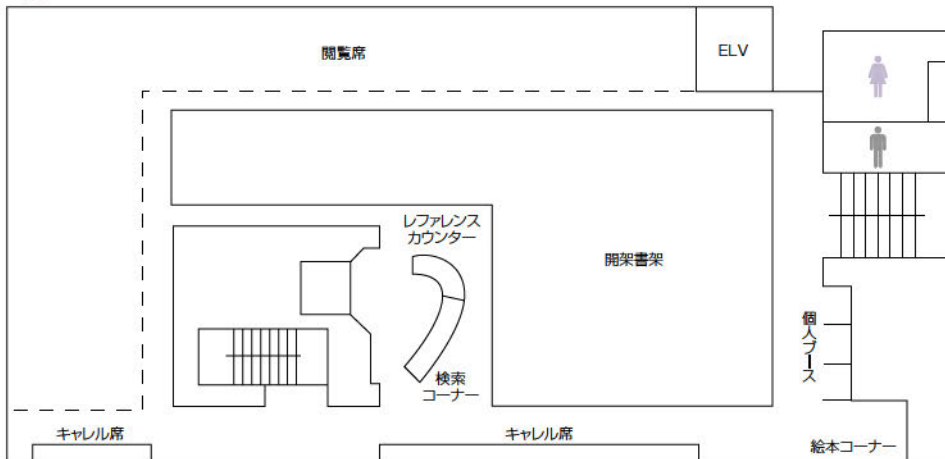 閲覧席
ELV
レファレンス
カウンター
開架書架
個人ブース
検索
コーナー
キャレル席
キャレル席
絵本コーナー